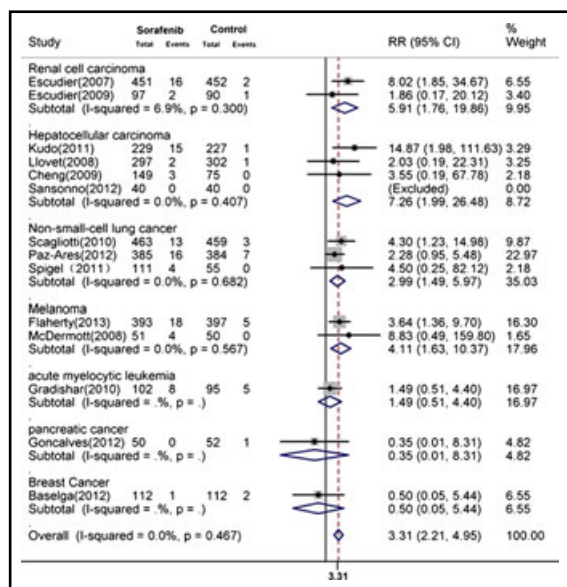 Sorafenib Control %
Study Total Events Total Events RR (95% CI) Weight
Renal cell carcinoma
Escudier(2007) 451 16 452 2 8.02 (1.85, 34.67) 6.55
Escudier(2009) 97 2 90 1 1.86 (0.17, 20.12) 3.40
Subtotal (I-squared = 6.9%, p = 0.300) 5.91 (1.76, 19.86) 9.95
.
Hepatocellular carcinoma
Kudo(2011) 229 15 227 1 14.87 (1.98, 111.63) 3.29
Llovet(2008) 297 2 302 1 2.03 (0.19, 22.31) 3.25
Cheng(2009) 149 3 75 0 3.55 (0.19, 67.78) 2.18
Sansonno(2012) 40 0 40 0 (Excluded) 0.00
Subtotal (I-squared = 0.0%, p = 0.407) 7.26 (1.99, 26.48) 8.72
.
Non-small-cell lung cancer
Scagliotti(2010) 463 13 459 3 4.30 (1.23, 14.98) 9.87
Paz-Ares(2012) 385 16 384 7 2.28 (0.95, 5.48) 22.97
Spigel（2011） 111 4 55 0 4.50 (0.25, 82.12) 2.18
Subtotal (I-squared = 0.0%, p = 0.682) 2.99 (1.49, 5.97) 35.03
.
Melanoma
Flaherty(2013) 393 18 397 5 3.64 (1.36, 9.70) 16.30
McDermott(2008) 51 4 50 0 8.83 (0.49, 159.80) 1.65
Subtotal (I-squared = 0.0%, p = 0.567) 4.11 (1.63, 10.37) 17.96
.
acute myelocytic leukemia
Gradishar(2010) 102 8 95 5 1.49 (0.51, 4.40) 16.97
Subtotal (I-squared = .%, p = .) 1.49 (0.51, 4.40) 16.97
.
pancreatic cancer
Goncalves(2012) 50 0 52 1 0.35 (0.01, 8.31) 4.82
Subtotal (I-squared = .%, p = .) 0.35 (0.01, 8.31) 4.82
.
Breast Cancer
Baselga(2012) 112 1 112 2 0.50 (0.05, 5.44) 6.55
Subtotal (I-squared = .%, p = .) 0.50 (0.05, 5.44) 6.55
.
Overall (I-squared = 0.0%, p = 0.467) 3.31 (2.21, 4.95) 100.00
3.31